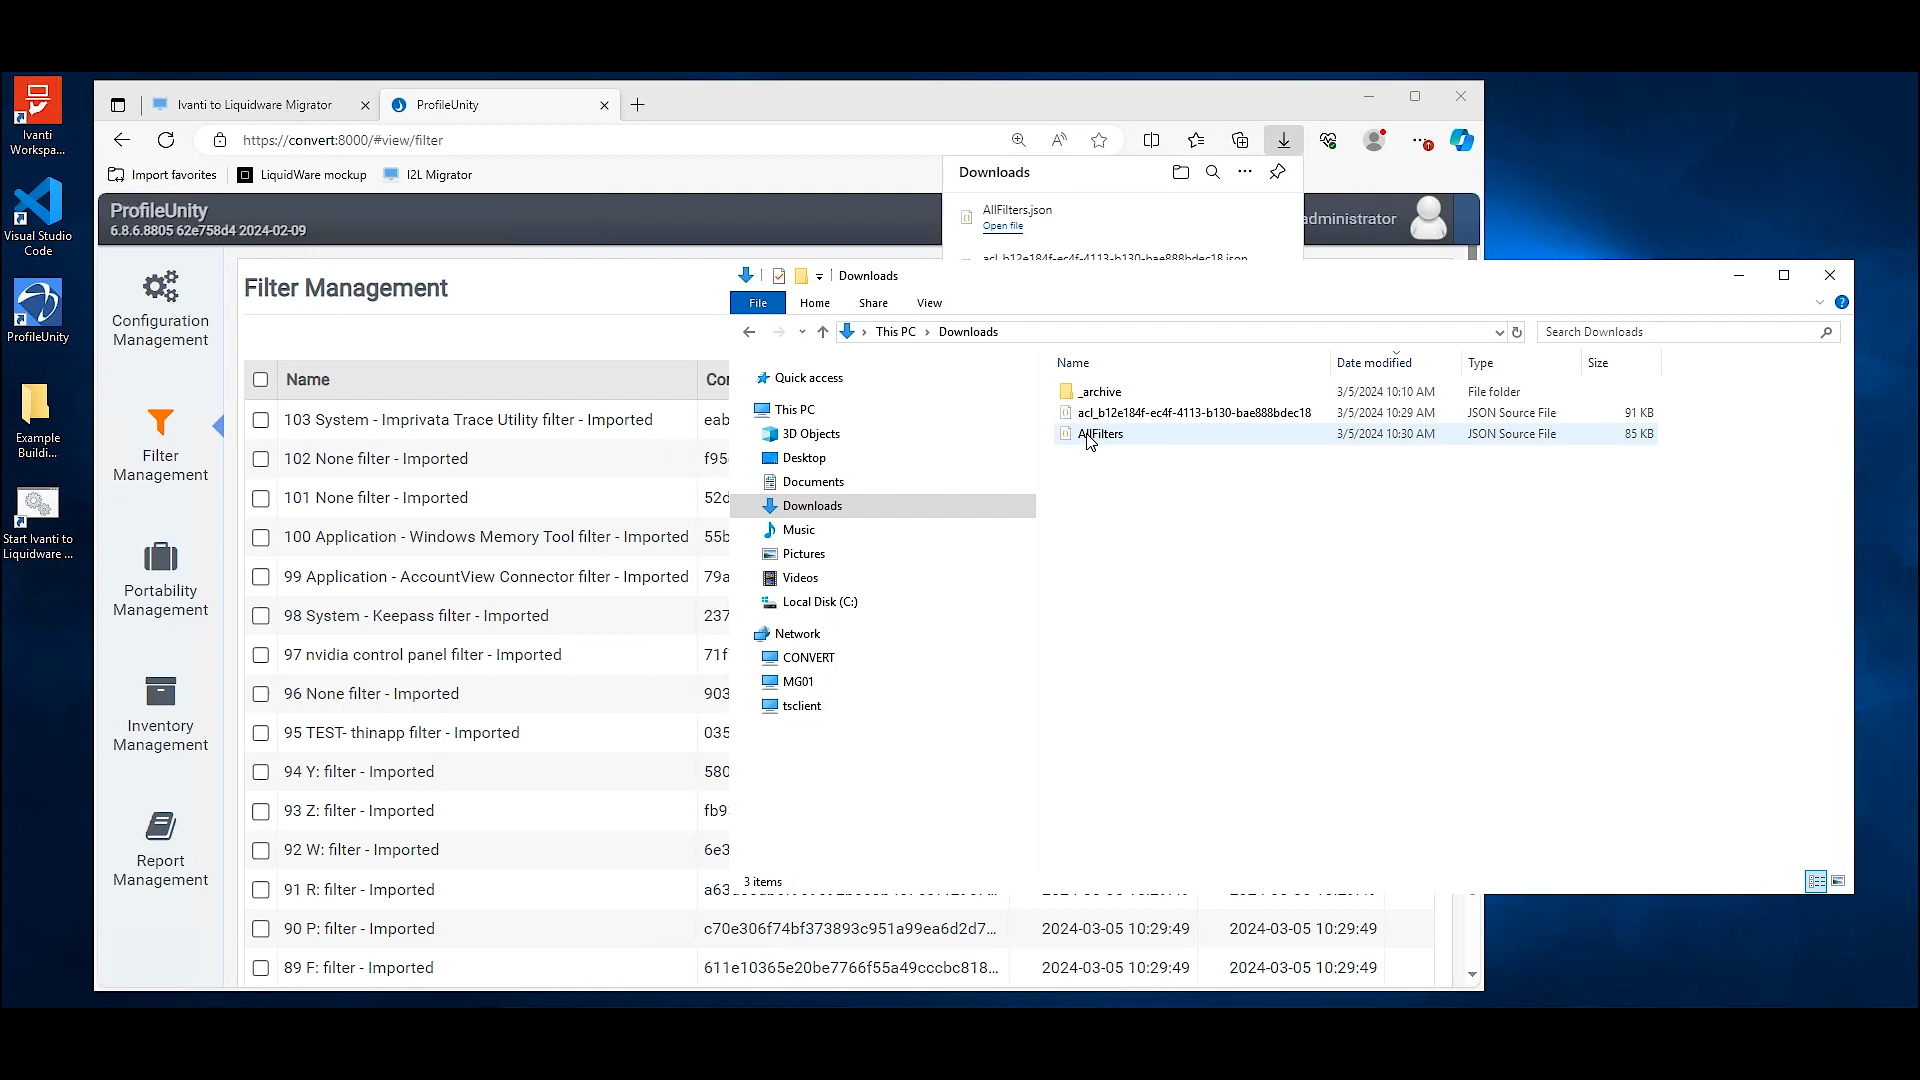 Ivanti
Workspa...
Visual Studio
Code
ProfileUnity
Example
Buildi...
Start Ivanti to
Liquidware ...
Ivanti to Liquidware Migrator
ProfileUnity
https://convert:8000/#view/filter
Import favorites
LiquidWare mockup
I2L Migrator
ProfileUnity
6.8.6.8805 62e758d4 2024-02-09
administrator
Downloads
AllFilters.json
Open file
acl_b12e184f-ec4f-4113-b130-bae888bdec18.json
Configuration
Management
Filter
Management
Portability
Management
Inventory
Management
Report
Management
Filter Management
Name
Co
103 System - Imprivata Trace Utility filter - Imported
eab
102 None filter - Imported
f95
101 None filter - Imported
52d
100 Application - Windows Memory Tool filter - Imported
55b
99 Application - AccountView Connector filter - Imported
79a
98 System - Keepass filter - Imported
237
97 nvidia control panel filter - Imported
71f
96 None filter - Imported
903
95 TEST- thinapp filter - Imported
035
94 Y: filter - Imported
580
93 Z: filter - Imported
fb9
92 W: filter - Imported
6e3
91 R: filter - Imported
90 P: filter - Imported
c70e306f74bf373893c951a99ea6d2d7...
2024-03-05 10:29:49
2024-03-05 10:29:49
89 F: filter - Imported
611e10365e20be7766f55a49cccbc818...
2024-03-05 10:29:49
2024-03-05 10:29:49
Downloads
File
Home
Share
View
This PC
Downloads
Search Downloads
Quick access
This PC
3D Objects
Desktop
Documents
Downloads
Music
Pictures
Videos
Local Disk (C:)
Network
CONVERT
MG01
tsclient
Name
Date modified
Type
Size
_archive
3/5/2024 10:10 AM
File folder
acl_b12e184f-ec4f-4113-b130-bae888bdec18
3/5/2024 10:29 AM
JSON Source File
91 KB
AllFilters
3/5/2024 10:30 AM
JSON Source File
85 KB
3 items